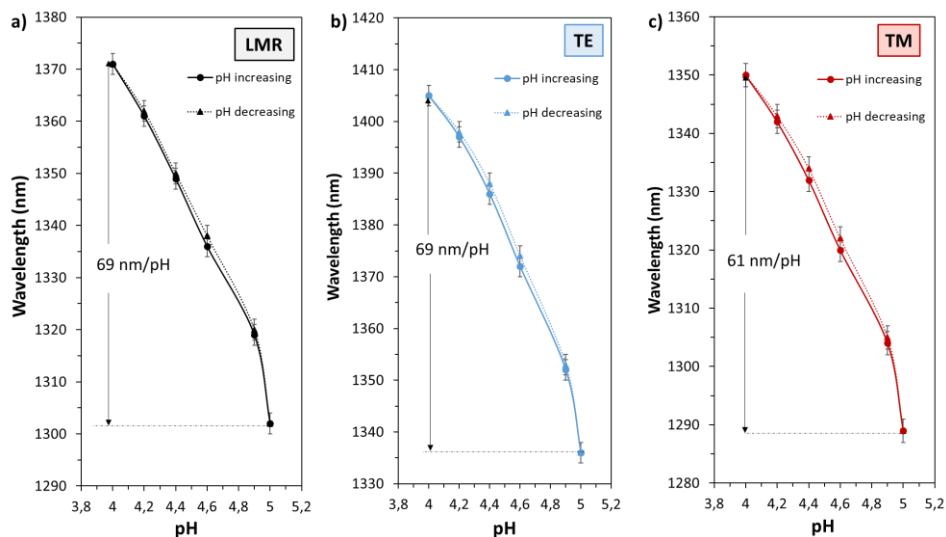 a)
1380
1370
1360
1350
1340
1330
1320
1310
1300
1290
Wavelength (nm)
LMR
pH increasing
pH decreasing
69 nm/pH
3,8 4 4,2 4,4 4,6 4,8 5 5,2
pH
b)
1420
1410
1400
1390
1380
1370
1360
1350
1340
1330
Wavelength (nm)
TE
pH increasing
pH decreasing
69 nm/pH
3,8 4 4,2 4,4 4,6 4,8 5 5,2
pH
c)
1360
1350
1340
1330
1320
1310
1300
1290
1280
Wavelength (nm)
TM
pH increasing
pH decreasing
61 nm/pH
3,8 4 4,2 4,4 4,6 4,8 5 5,2
pH